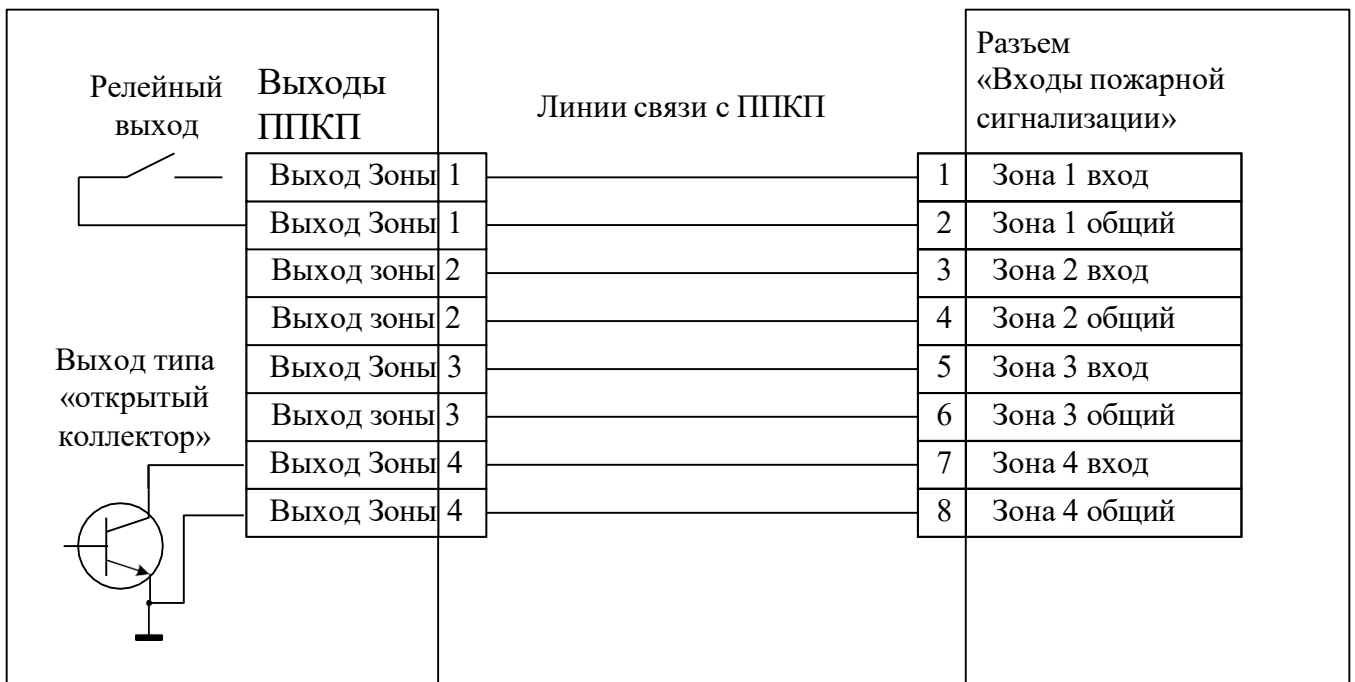 Релейный
выход
Выходы
ППКП
Линии связи с ППКП
Разъем
«Входы пожарной
сигнализации»
Выход Зоны 1
1 Зона 1 вход
Выход Зоны 1
2 Зона 1 общий
Выход зоны 2
3 Зона 2 вход
Выход зоны 2
4 Зона 2 общий
Выход Зоны 3
5 Зона 3 вход
Выход зоны 3
6 Зона 3 общий
Выход Зоны 4
7 Зона 4 вход
Выход Зоны 4
8 Зона 4 общий
Выход типа
«открытый
коллектор»